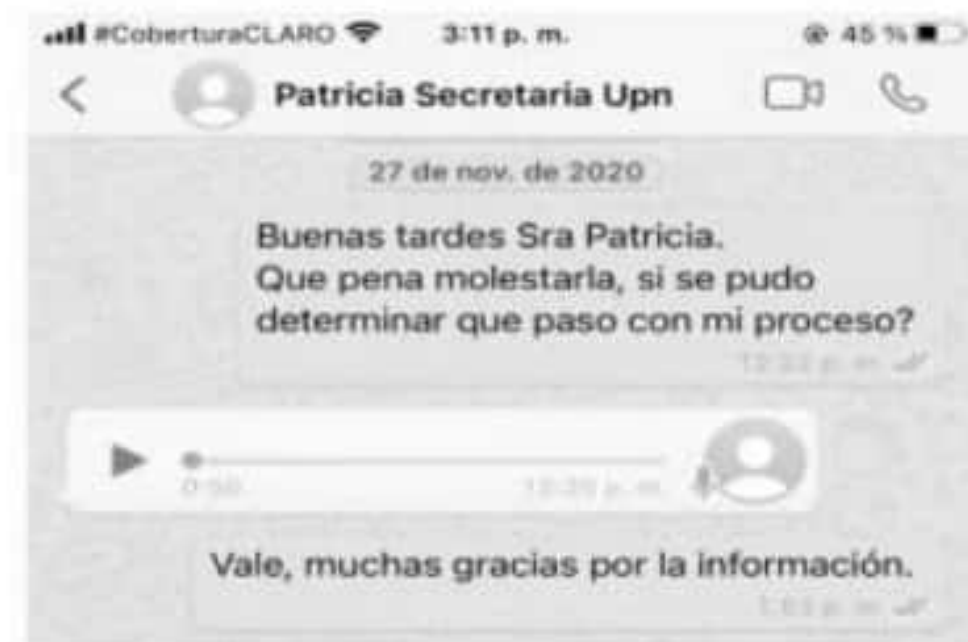 #CoberturaCLARO 3:11 p. m. 45 %
Patricia Secretaria Upn
27 de nov. de 2020
Buenas tardes Sra Patricia.
Que pena molestarla, si se pudo
determinar que paso con mi proceso?
p. m.
0:50 p. m.
Vale, muchas gracias por la información.
p. m.